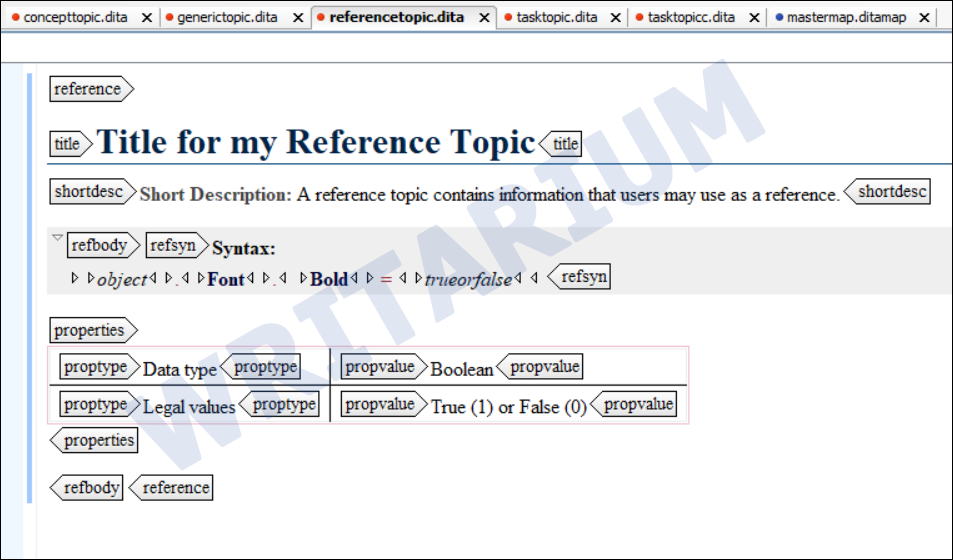 concepttopic.dita generictopic.dita referencetopic.dita tasktopic.dita tasktopicc.dita mastermap.ditamap
reference
title Title for my Reference Topic title
shortdesc Short Description: A reference topic contains information that users may use as a reference. shortdesc
refbody refsyn Syntax:
object . Font . Bold = trueorfalse refsyn
properties
proptype Data type proptype propvalue Boolean propvalue
proptype Legal values proptype propvalue True (1) or False (0) propvalue
properties
refbody reference
WRITARIUM